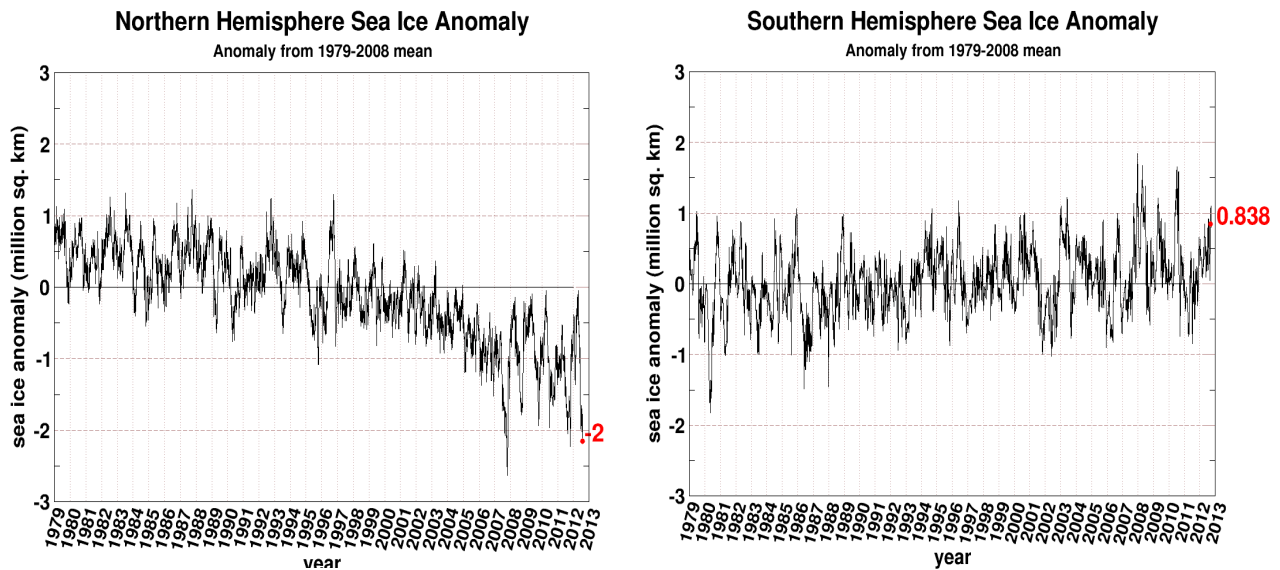 Northern Hemisphere Sea Ice Anomaly
Anomaly from 1979-2008 mean
sea ice anomaly (million sq. km)
3
2
1
0
-1
-2
-3
-2
1979 1980 1981 1982 1983 1984 1985 1986 1987 1988 1989 1990 1991 1992 1993 1994 1995 1996 1997 1998 1999 2000 2001 2002 2003 2004 2005 2006 2007 2008 2009 2010 2011 2012 2013
year
Southern Hemisphere Sea Ice Anomaly
Anomaly from 1979-2008 mean
sea ice anomaly (million sq. km)
3
2
1
0
-1
-2
-3
0.838
1979 1980 1981 1982 1983 1984 1985 1986 1987 1988 1989 1990 1991 1992 1993 1994 1995 1996 1997 1998 1999 2000 2001 2002 2003 2004 2005 2006 2007 2008 2009 2010 2011 2012 2013
year